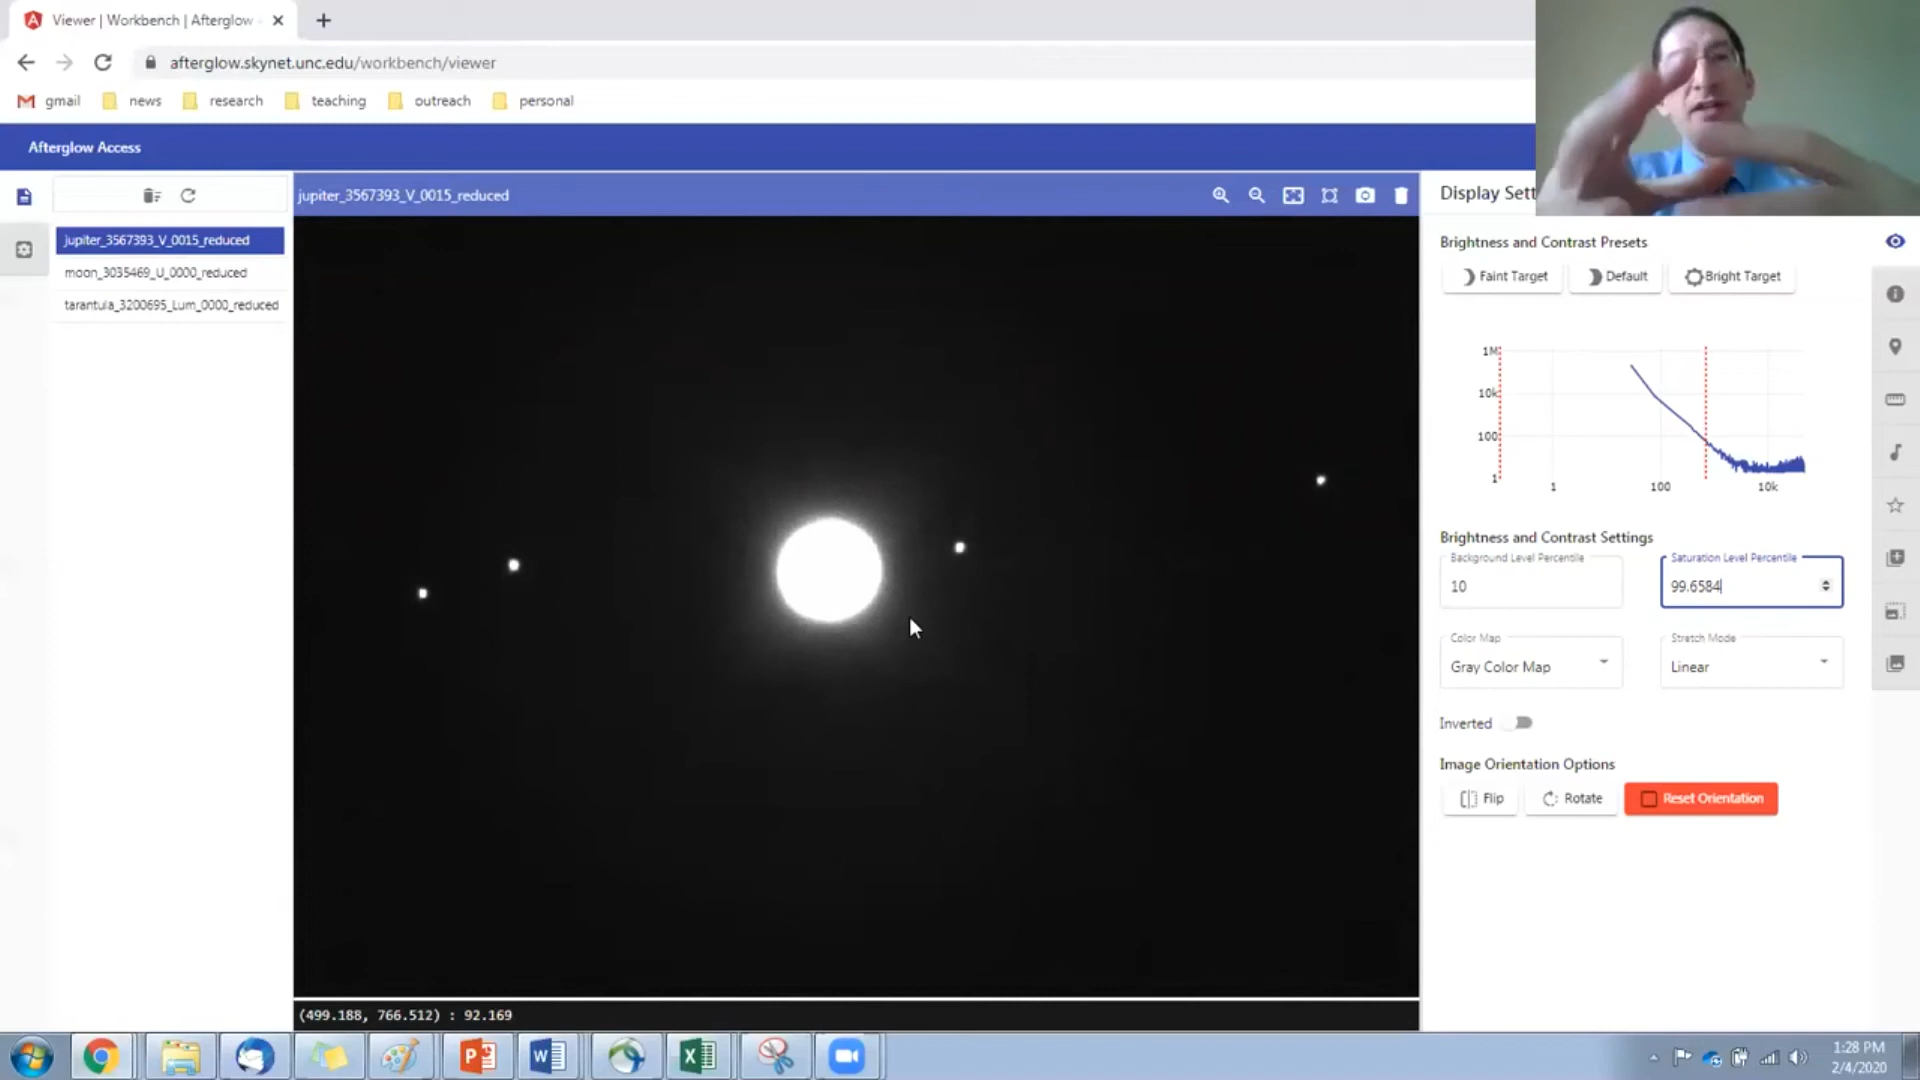 Viewer | Workbench | Afterglow
afterglow.skynet.unc.edu/workbench/viewer
gmail
news
research
teaching
outreach
personal
Afterglow Access
jupiter_3567393_V_0015_reduced
moon_3035469_U_0000_reduced
tarantula_3200695_Lum_0000_reduced
jupiter_3567393_V_0015_reduced
(499.188, 766.512) : 92.169
Display Sett
Brightness and Contrast Presets
Faint Target
Default
Bright Target
1M
10k
100
1
1
100
10k
Brightness and Contrast Settings
Background Level Percentile
10
Saturation Level Percentile
99.6584
Color Map
Gray Color Map
Stretch Mode
Linear
Inverted
Image Orientation Options
Flip
Rotate
Reset Orientation
1:28 PM
2/4/2020